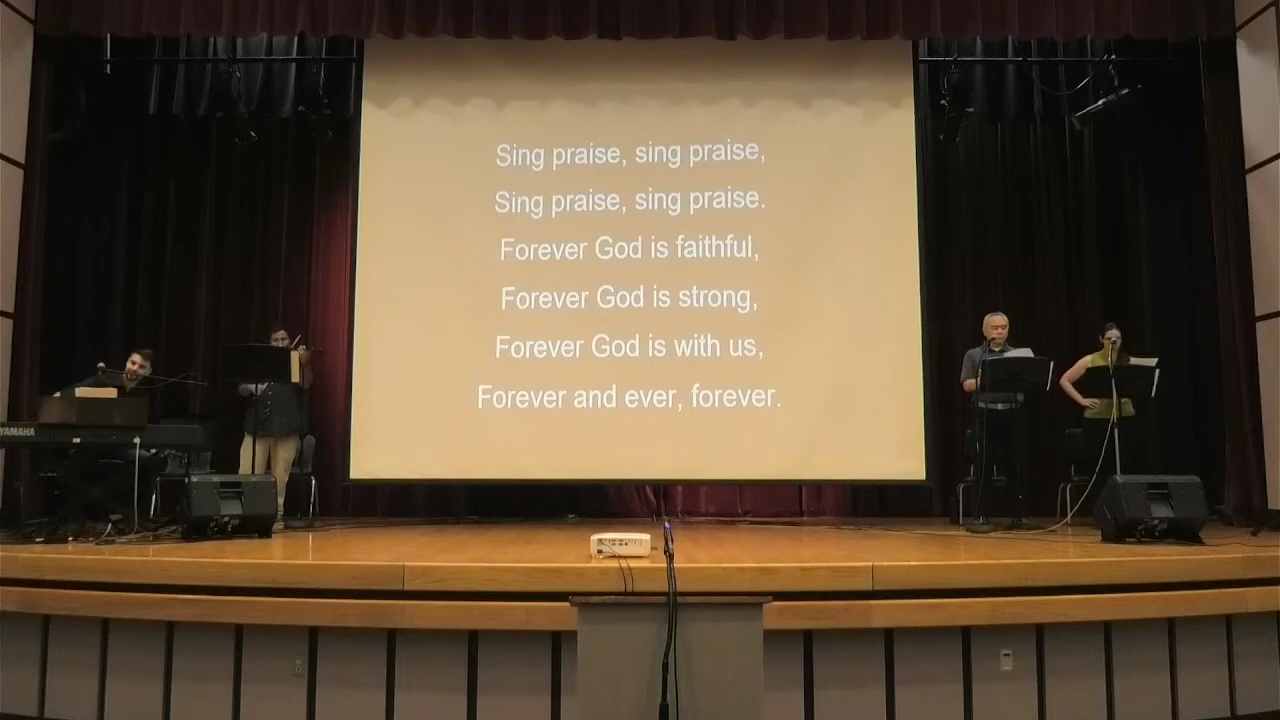 Sing praise, sing praise,
Sing praise, sing praise.
Forever God is faithful,
Forever God is strong,
Forever God is with us,
Forever and ever, forever.
YAMAHA